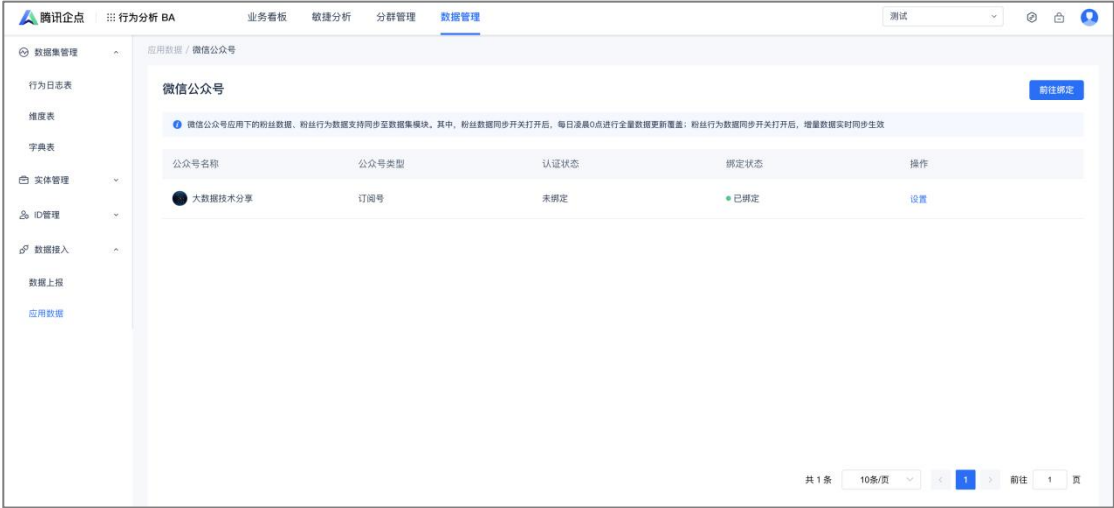 腾讯企点 行为分析 BA 业务看板 敏捷分析 分群管理 数据管理 测试
数据集管理
行为日志表
维度表
字典表
实体管理
ID管理
数据接入
数据上报
应用数据
应用数据 / 微信公众号
微信公众号 前往绑定
微信公众号应用下的粉丝数据、粉丝行为数据支持同步至数据集模块。其中，粉丝数据同步开关打开后，每日凌晨0点进行全量数据更新覆盖；粉丝行为数据同步开关打开后，增量数据实时同步生效
公众号名称 公众号类型 认证状态 绑定状态 操作
大数据技术分享 订阅号 未绑定 已绑定 设置
共 1 条 10条/页 1 前往 1 页